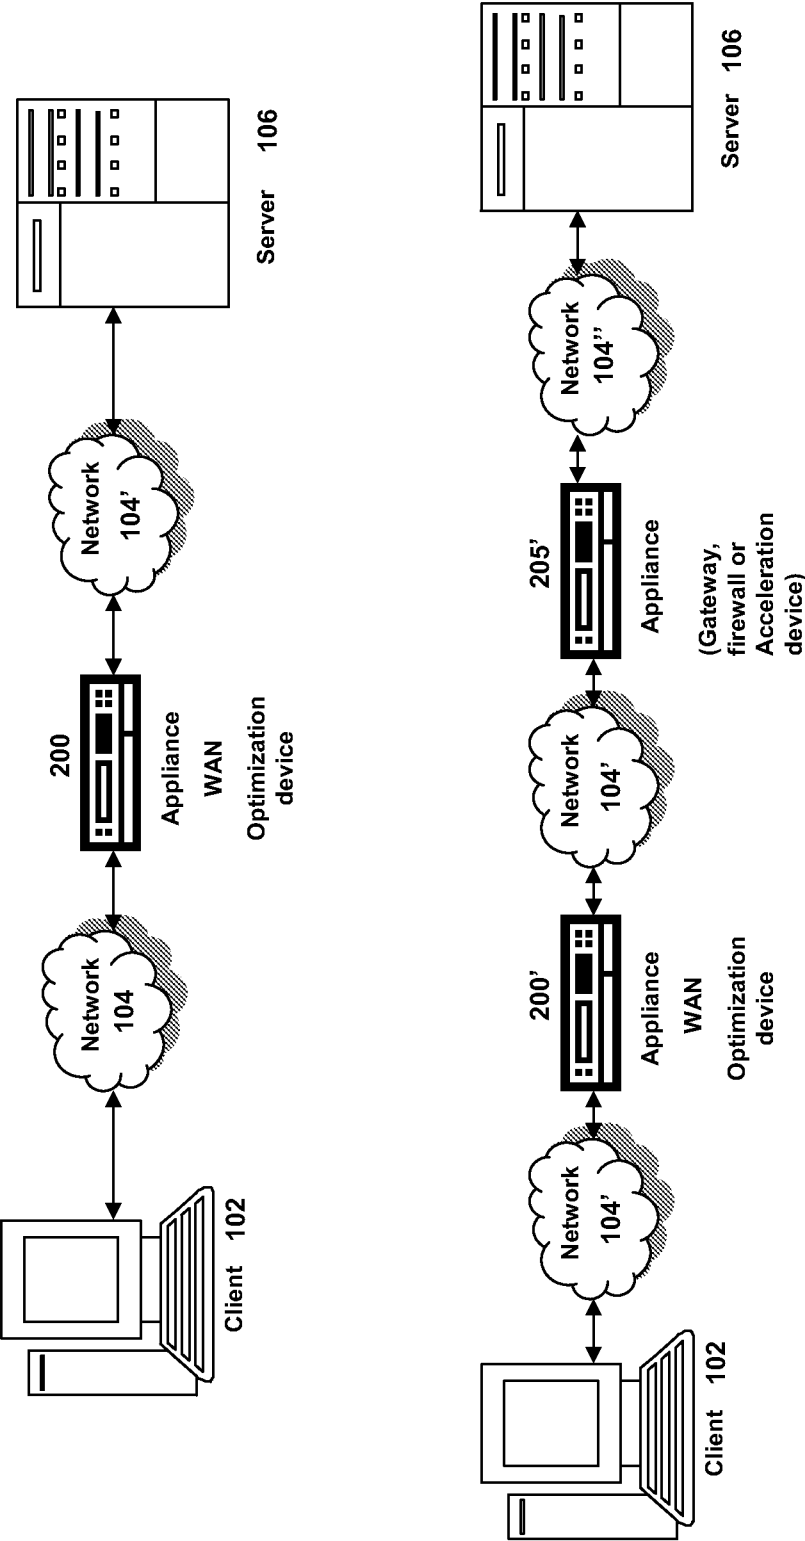 Client 102
Network
104
200
Appliance
WAN
Optimization
device
Network
104'
Server 106
Client 102
Network
104'
200'
Appliance
WAN
Optimization
device
Network
104'
205'
Appliance
(Gateway,
firewall or
Acceleration
device)
Network
104''
Server 106